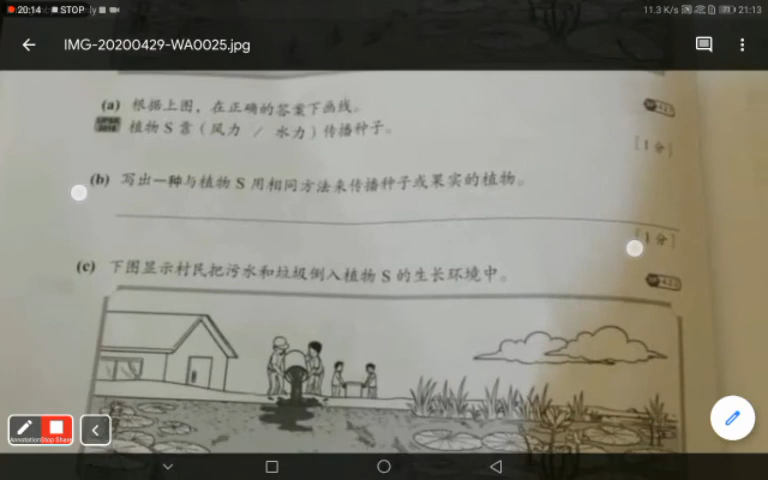 20:14 STOP
11.3 K/s 21:13
IMG-20200429-WA0025.jpg
(a) 根据上图，在正确的答案下画线。
植物 S 靠（风力 / 水力）传播种子。
[1 分]
(b) 写出一种与植物 S 用相同方法来传播种子或果实的植物。
[1 分]
(c) 下图显示村民把污水和垃圾倒入植物 S 的生长环境中。
Annotation Stop Share